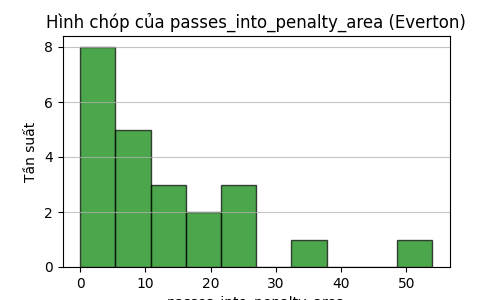 Hình chóp của passes_into_penalty_area (Everton)
Tần suất
8
6
4
2
0
0 10 20 30 40 50
passes_into_penalty_area